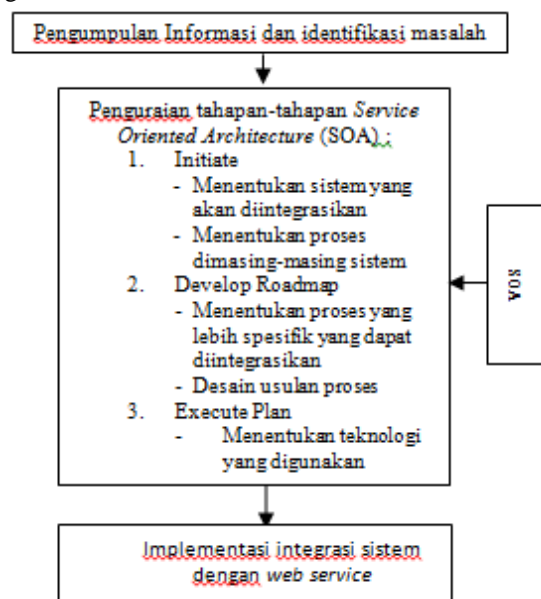 Pengumpulan Informasi dan identifikasi masalah
Penguraian tahapan-tahapan Service
Oriented Architecture (SOA) :
1. Initiate
- Menentukan sistem yang
akan diintegrasikan
- Menentukan proses
dimasing-masing sistem
2. Develop Roadmap
- Menentukan proses yang
lebih spesifik yang dapat
diintegrasikan
- Desain usulan proses
3. Execute Plan
- Menentukan teknologi
yang digunakan
SOA
Implementasi integrasi sistem
dengan web service